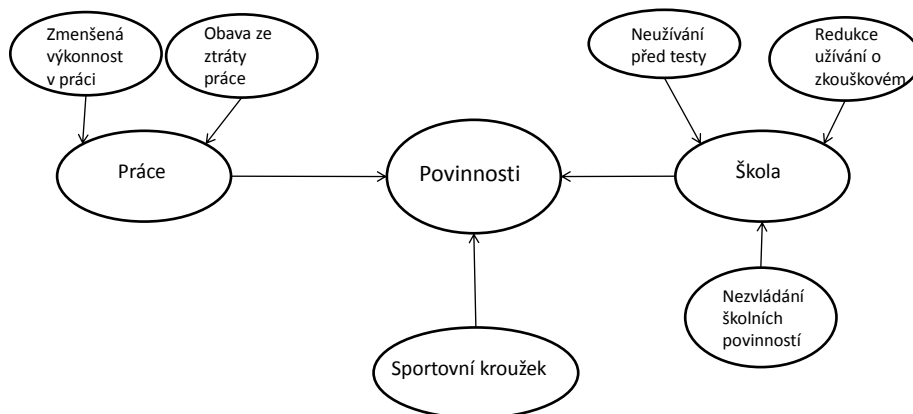 Zmenšená
výkonnost
v práci
Obava ze
ztráty
práce
Neužívání
před testy
Redukce
užívání o
zkouškovém
Práce
Povinnosti
Škola
Nezvládání
školních
povinností
Sportovní kroužek